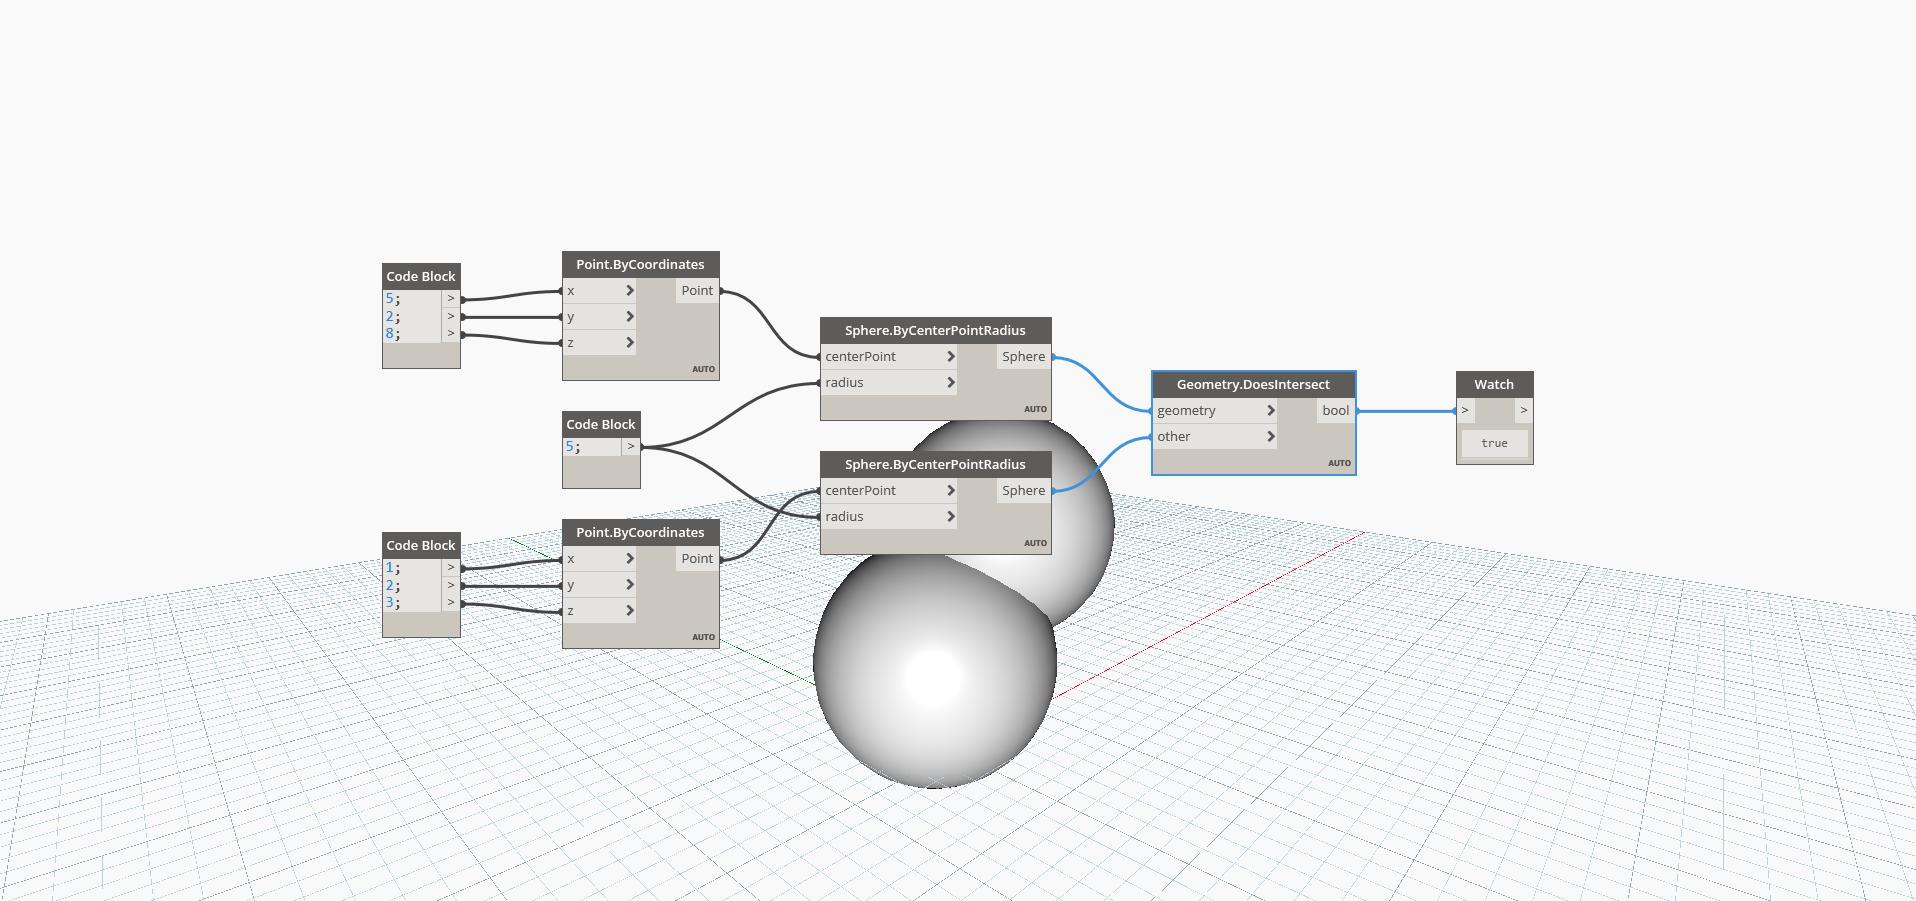 Code Block
5; >
2; >
8; >
Point.ByCoordinates
x > Point
y >
z >
AUTO
Code Block
5; >
Code Block
1; >
2; >
3; >
Point.ByCoordinates
x > Point
y >
z >
AUTO
Sphere.ByCenterPointRadius
centerPoint > Sphere
radius >
AUTO
Sphere.ByCenterPointRadius
centerPoint > Sphere
radius >
AUTO
Geometry.DoesIntersect
geometry > bool
other >
AUTO
Watch
> >
true